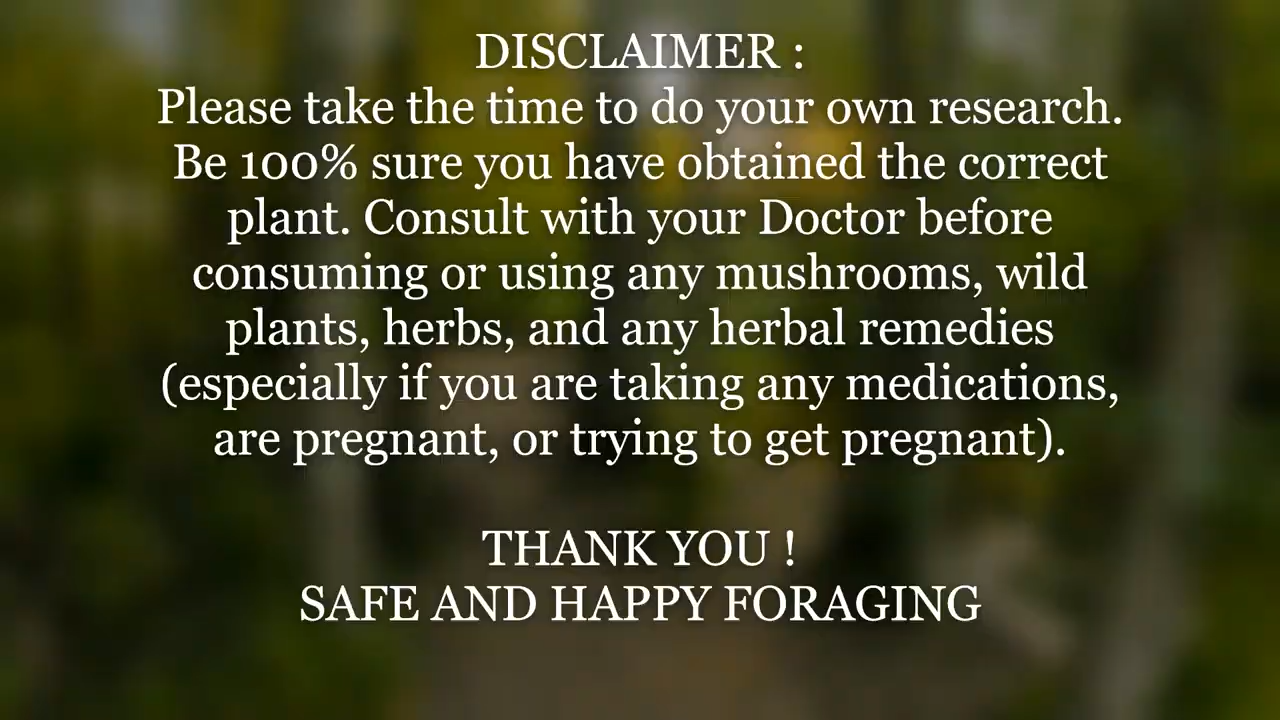 DISCLAIMER :
Please take the time to do your own research.
Be 100% sure you have obtained the correct
plant. Consult with your Doctor before
consuming or using any mushrooms, wild
plants, herbs, and any herbal remedies
(especially if you are taking any medications,
are pregnant, or trying to get pregnant).
THANK YOU !
SAFE AND HAPPY FORAGING